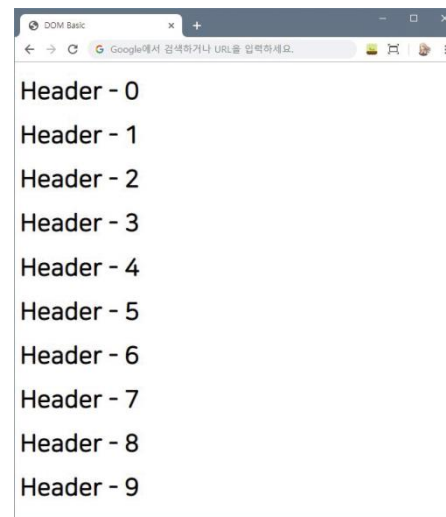 DOM Basic
Google에서 검색하거나 URL을 입력하세요.
Header - 0
Header - 1
Header - 2
Header - 3
Header - 4
Header - 5
Header - 6
Header - 7
Header - 8
Header - 9